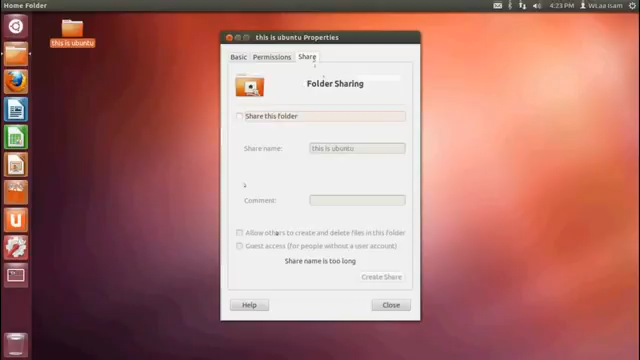 Home Folder
4:23 PM
this is ubuntu
this is ubuntu Properties
Basic
Permissions
Share
Folder Sharing
Share this folder
Share name:
this is ubuntu
Comment:
Allow others to create and delete files in this folder
Guest access (for people without a user account)
Share name is too long
Create Share
Help
Close